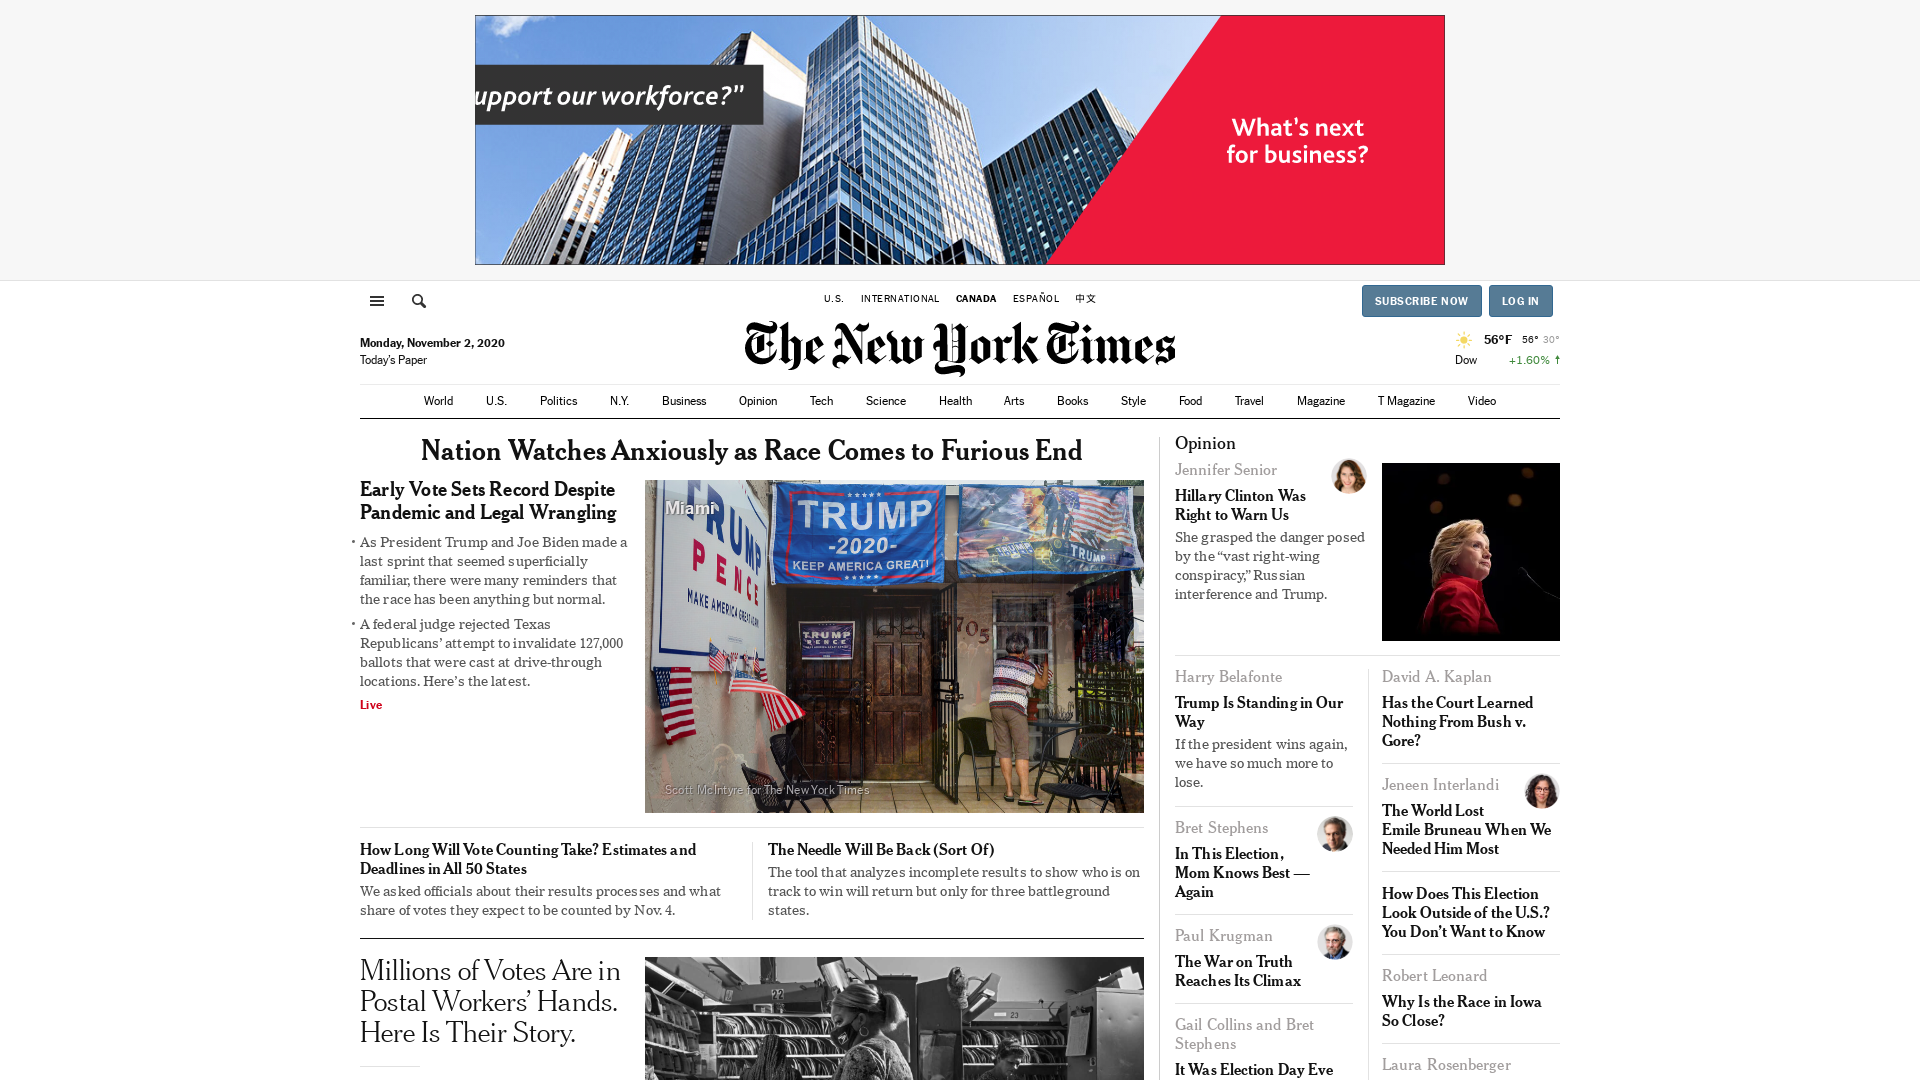 upport our workforce?"
What's next
for business?
U.S. INTERNATIONAL CANADA ESPAÑOL 中文
SUBSCRIBE NOW LOG IN
Monday, November 2, 2020
Today's Paper
The New York Times
56°F 56° 30°
Dow +1.60% ↑
World U.S. Politics N.Y. Business Opinion Tech Science Health Arts Books Style Food Travel Magazine T Magazine Video
Nation Watches Anxiously as Race Comes to Furious End
Early Vote Sets Record Despite
Pandemic and Legal Wrangling
• As President Trump and Joe Biden made a
last sprint that seemed superficially
familiar, there were many reminders that
the race has been anything but normal.
• A federal judge rejected Texas
Republicans' attempt to invalidate 127,000
ballots that were cast at drive-through
locations. Here's the latest.
Live
Miami
TRUMP
PENCE
MAKE AMERICA GREAT
TRUMP
-2020-
KEEP AMERICA GREAT!
TRUMP
TRUMP
TRUMP
PENCE
705
Scott McIntyre for The New York Times
How Long Will Vote Counting Take? Estimates and
Deadlines in All 50 States
We asked officials about their results processes and what
share of votes they expect to be counted by Nov. 4.
The Needle Will Be Back (Sort Of)
The tool that analyzes incomplete results to show who is on
track to win will return but only for three battleground
states.
Millions of Votes Are in
Postal Workers' Hands.
Here Is Their Story.
22
23
Opinion
Jennifer Senior
Hillary Clinton Was
Right to Warn Us
She grasped the danger posed
by the "vast right-wing
conspiracy," Russian
interference and Trump.
Harry Belafonte
Trump Is Standing in Our
Way
If the president wins again,
we have so much more to
lose.
Bret Stephens
In This Election,
Mom Knows Best —
Again
Paul Krugman
The War on Truth
Reaches Its Climax
Gail Collins and Bret
Stephens
It Was Election Day Eve
David A. Kaplan
Has the Court Learned
Nothing From Bush v.
Gore?
Jeneen Interlandi
The World Lost
Emile Bruneau When We
Needed Him Most
How Does This Election
Look Outside of the U.S.?
You Don't Want to Know
Robert Leonard
Why Is the Race in Iowa
So Close?
Laura Rosenberger